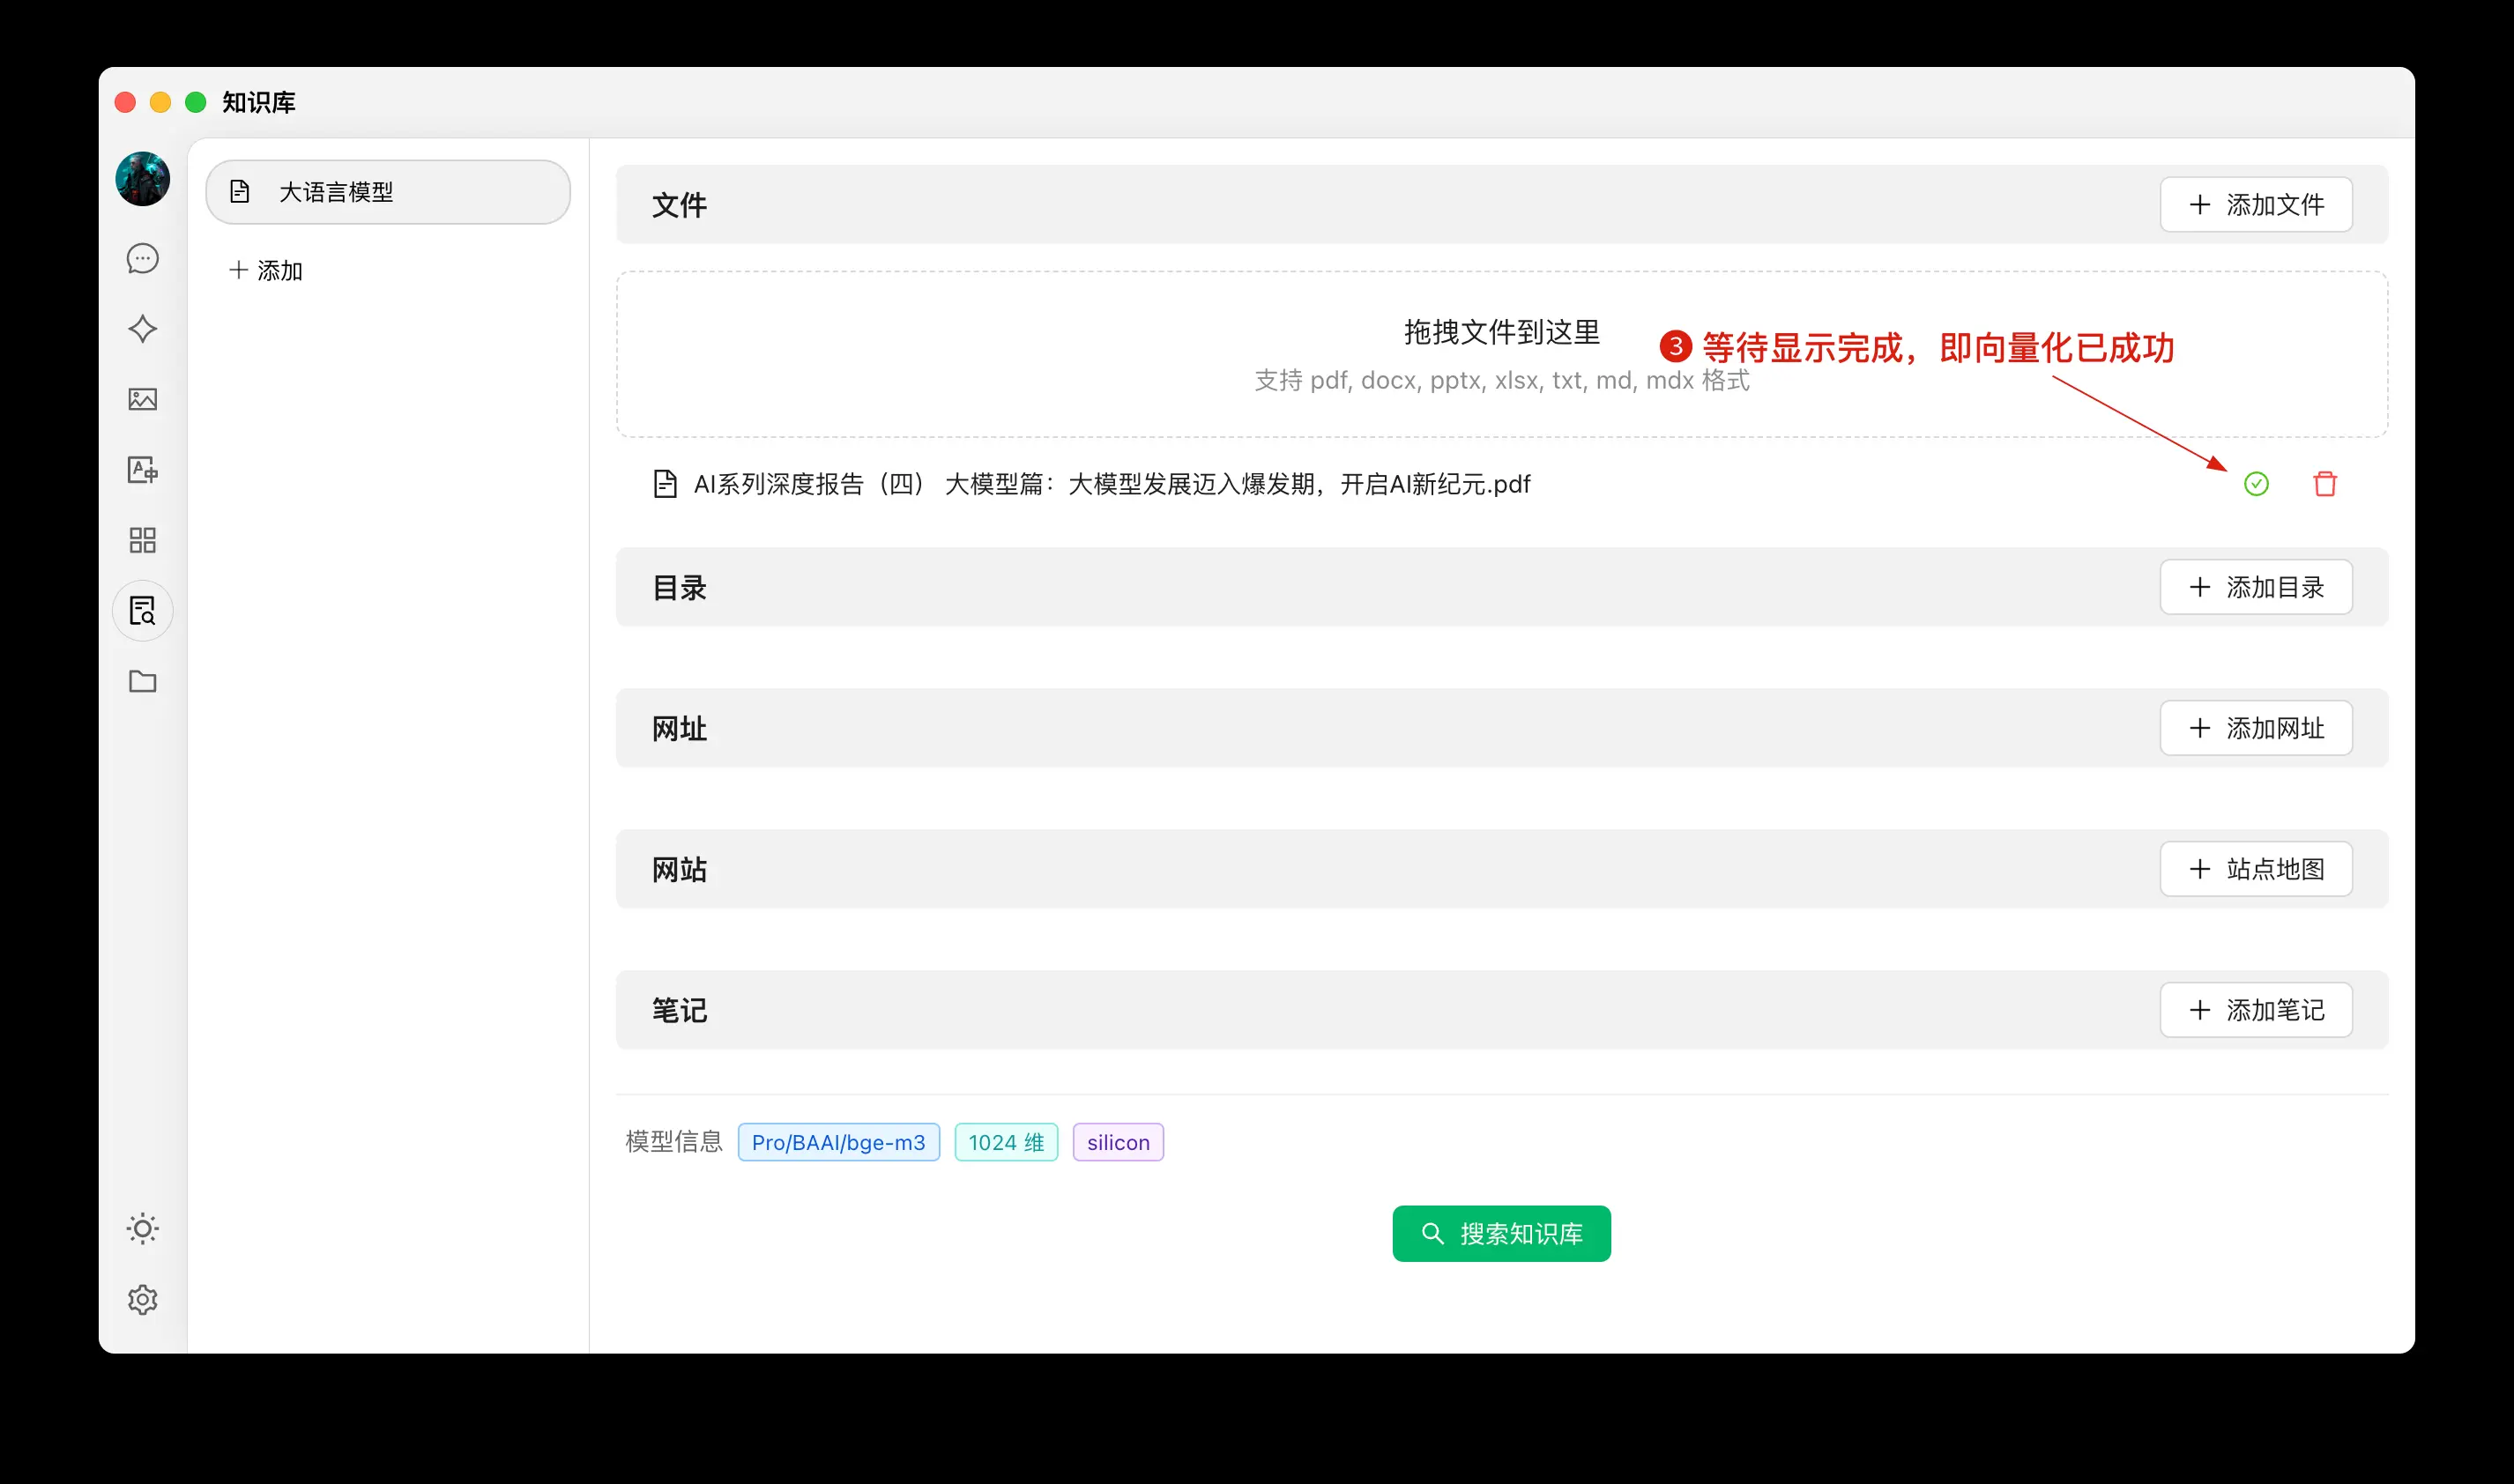 知识库
大语言模型
添加
文件
添加文件
拖拽文件到这里
3 等待显示完成，即向量化已成功
支持 pdf, docx, pptx, xlsx, txt, md, mdx 格式
AI系列深度报告（四） 大模型篇：大模型发展迈入爆发期，开启AI新纪元.pdf
目录
添加目录
网址
添加网址
网站
站点地图
笔记
添加笔记
模型信息 Pro/BAAI/bge-m3 1024 维 silicon
搜索知识库